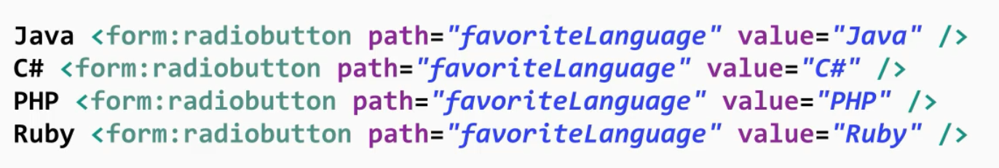 Java <form:radiobutton path="favoriteLanguage" value="Java" />
C# <form:radiobutton path="favoriteLanguage" value="C#" />
PHP <form:radiobutton path="favoriteLanguage" value="PHP" />
Ruby <form:radiobutton path="favoriteLanguage" value="Ruby" />